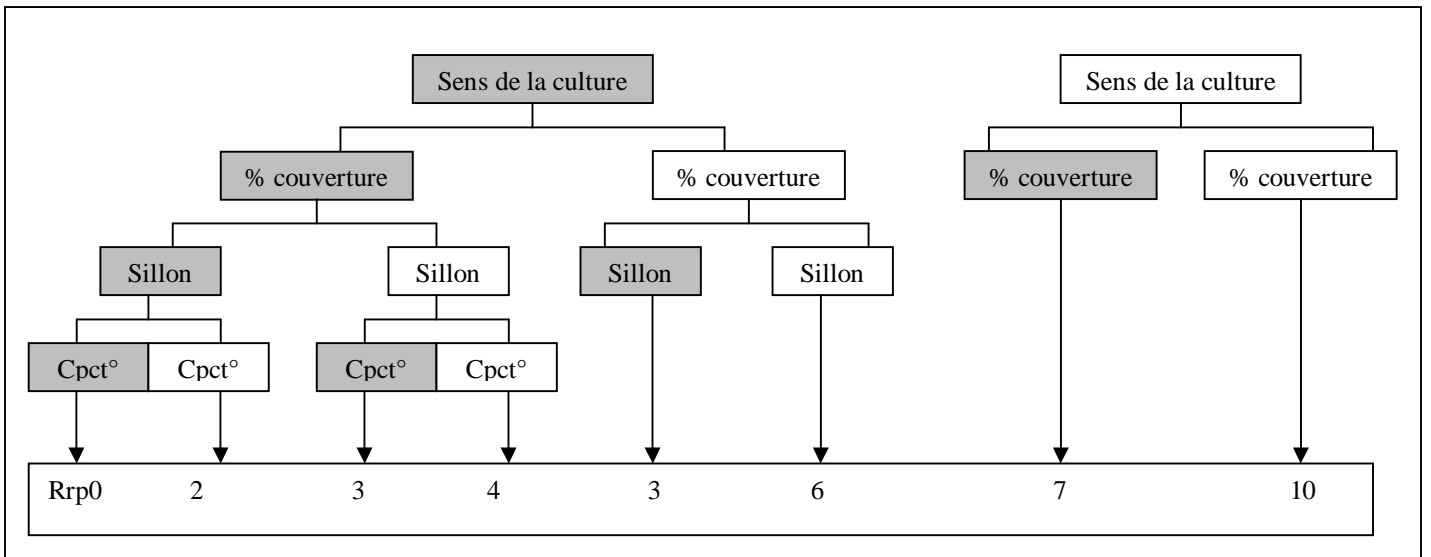 Sens de la culture Sens de la culture
% couverture % couverture % couverture % couverture
Sillon Sillon Sillon Sillon
Cpct° Cpct° Cpct° Cpct°
Rrp0 2 3 4 3 6 7 10